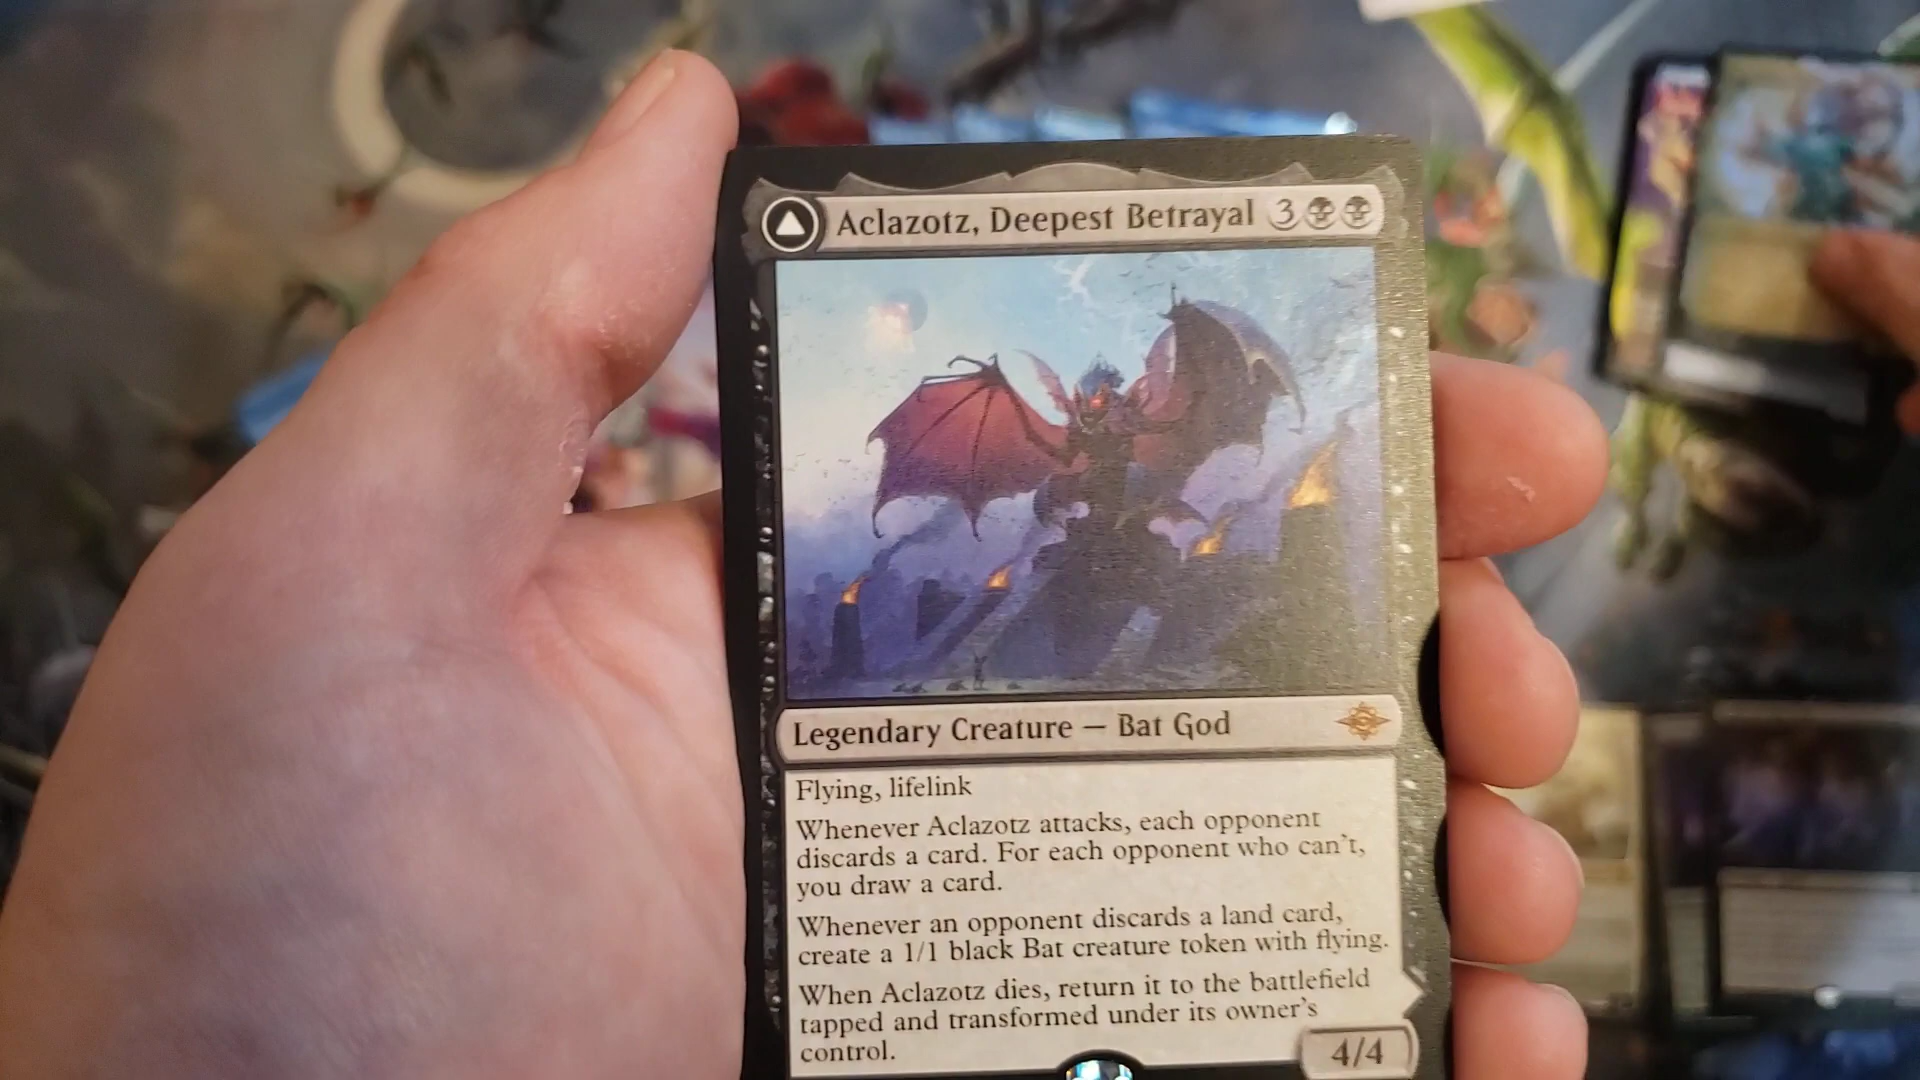 Aclazotz, Deepest Betrayal 3
Legendary Creature — Bat God
Flying, lifelink
Whenever Aclazotz attacks, each opponent
discards a card. For each opponent who can't,
you draw a card.
Whenever an opponent discards a land card,
create a 1/1 black Bat creature token with flying.
When Aclazotz dies, return it to the battlefield
tapped and transformed under its owner's
control.
4/4